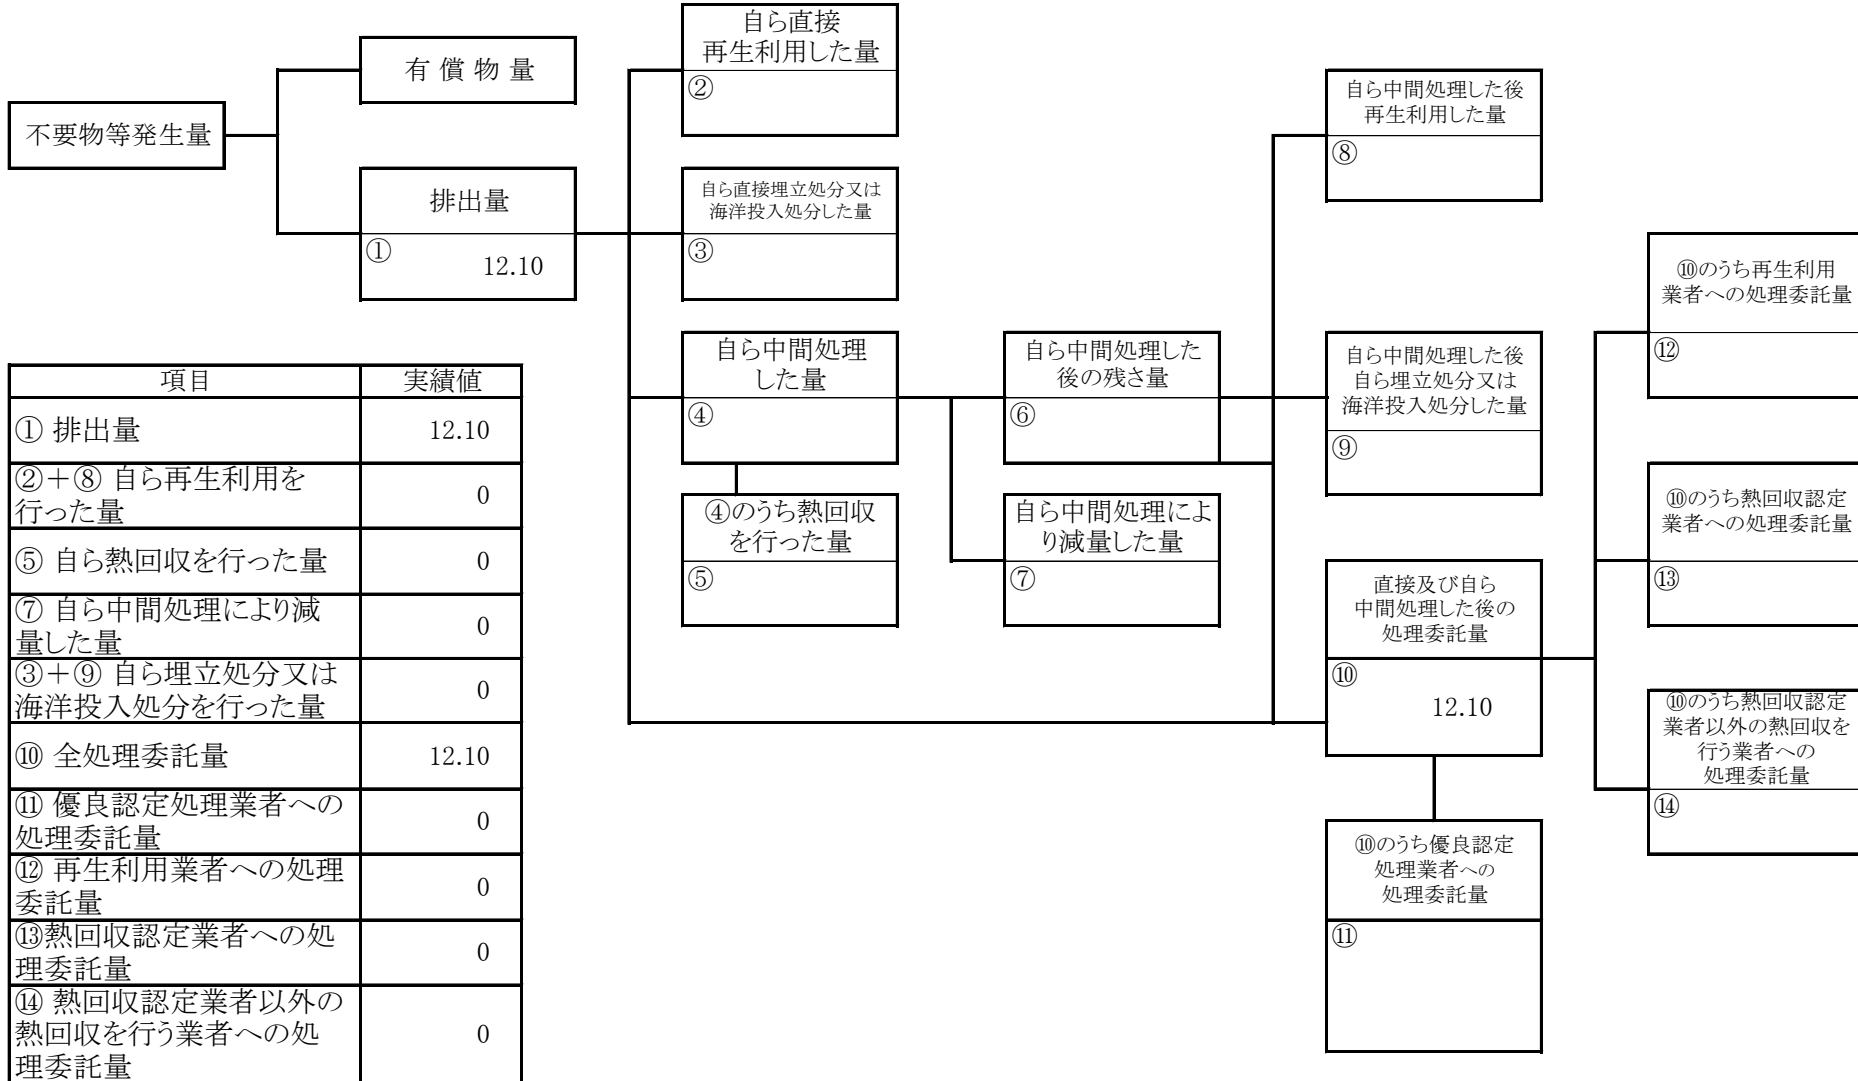 不要物等発生量
有 償 物 量
排出量
①
12.10
自ら直接
再生利用した量
②
自ら直接埋立処分又は
海洋投入処分した量
③
自ら中間処理
した量
④
④のうち熱回収
を行った量
⑤
自ら中間処理した
後の残さ量
⑥
自ら中間処理によ
り減量した量
⑦
自ら中間処理した後
再生利用した量
⑧
自ら中間処理した後
自ら埋立処分又は
海洋投入処分した量
⑨
直接及び自ら
中間処理した後の
処理委託量
⑩
12.10
⑩のうち優良認定
処理業者への
処理委託量
⑪
⑩のうち再生利用
業者への処理委託量
⑫
⑩のうち熱回収認定
業者への処理委託量
⑬
⑩のうち熱回収認定
業者以外の熱回収を
行う業者への
処理委託量
⑭
項目 実績値
① 排出量 12.10
②＋⑧ 自ら再生利用を
行った量 0
⑤ 自ら熱回収を行った量 0
⑦ 自ら中間処理により減
量した量 0
③＋⑨ 自ら埋立処分又は
海洋投入処分を行った量 0
⑩ 全処理委託量 12.10
⑪ 優良認定処理業者への
処理委託量 0
⑫ 再生利用業者への処理
委託量 0
⑬熱回収認定業者への処
理委託量 0
⑭ 熱回収認定業者以外の
熱回収を行う業者への処
理委託量 0